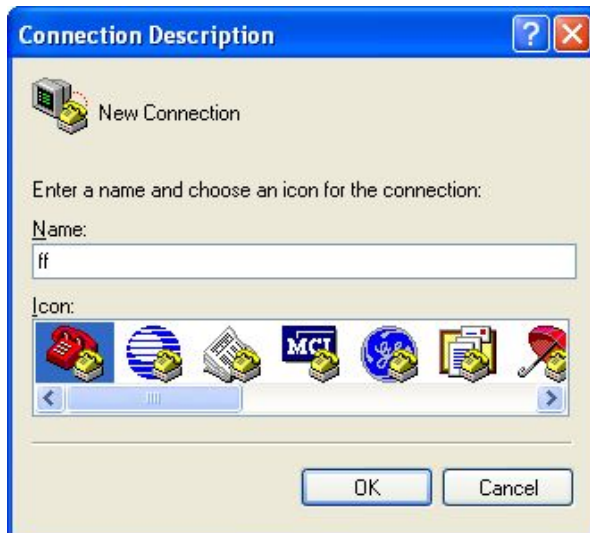 Connection Description
New Connection
Enter a name and choose an icon for the connection:
Name:
ff
Icon:
MCI
OK
Cancel